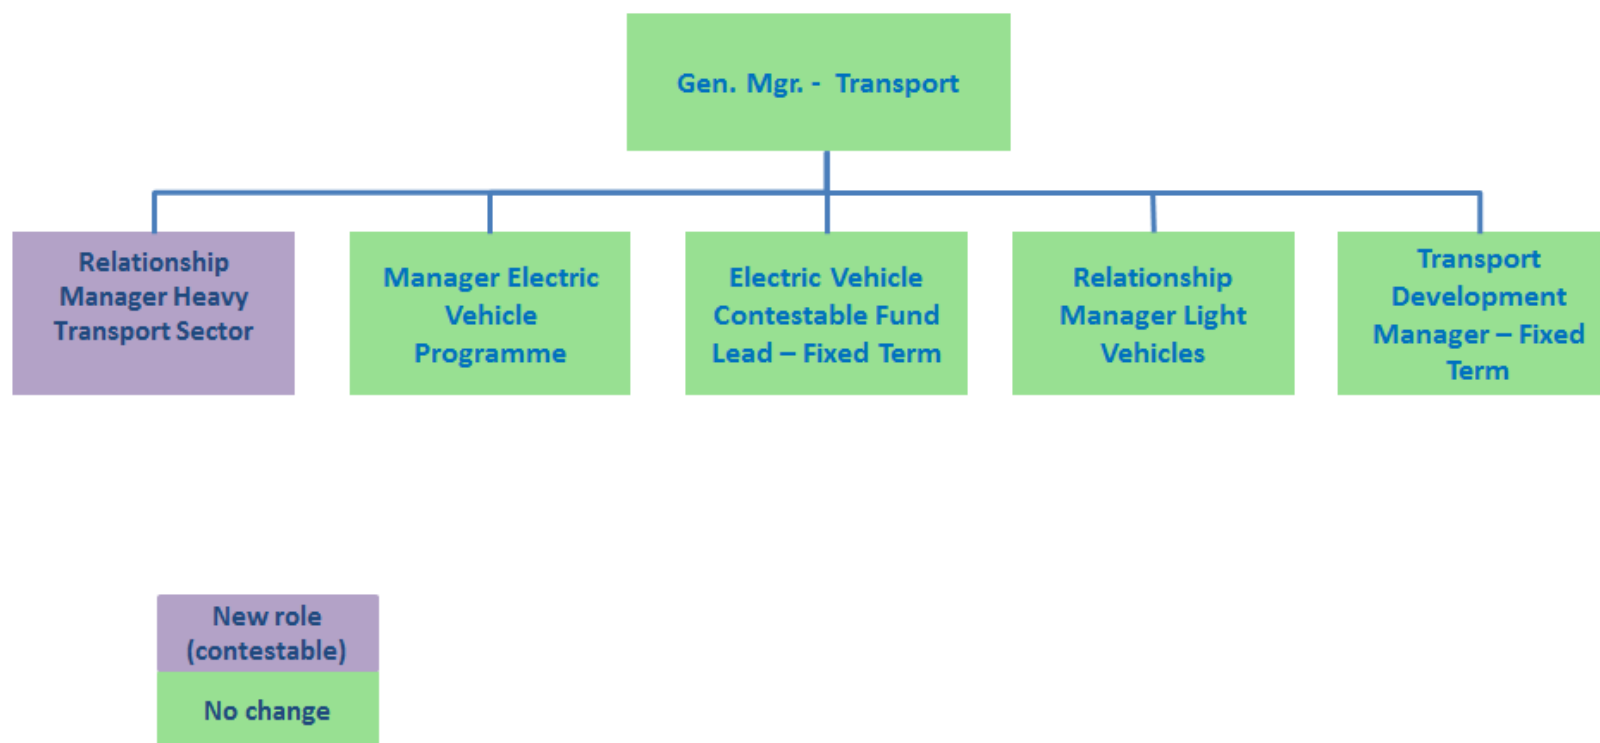 Gen. Mgr. - Transport
Relationship
Manager Heavy
Transport Sector
Manager Electric
Vehicle
Programme
Electric Vehicle
Contestable Fund
Lead – Fixed Term
Relationship
Manager Light
Vehicles
Transport
Development
Manager – Fixed
Term
New role
(contestable)
No change